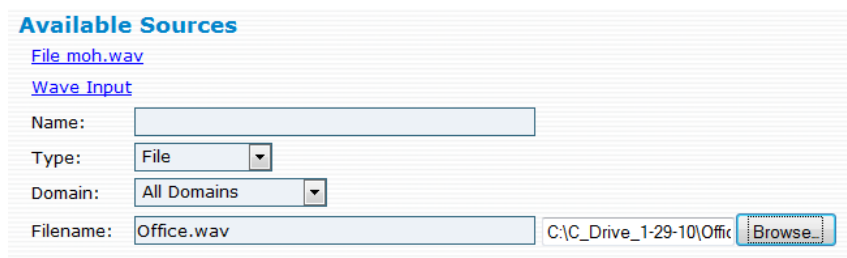 Available Sources
File moh.wav
Wave Input
Name:
Type: File
Domain: All Domains
Filename: Office.wav C:\C_Drive_1-29-10\Offic Browse...